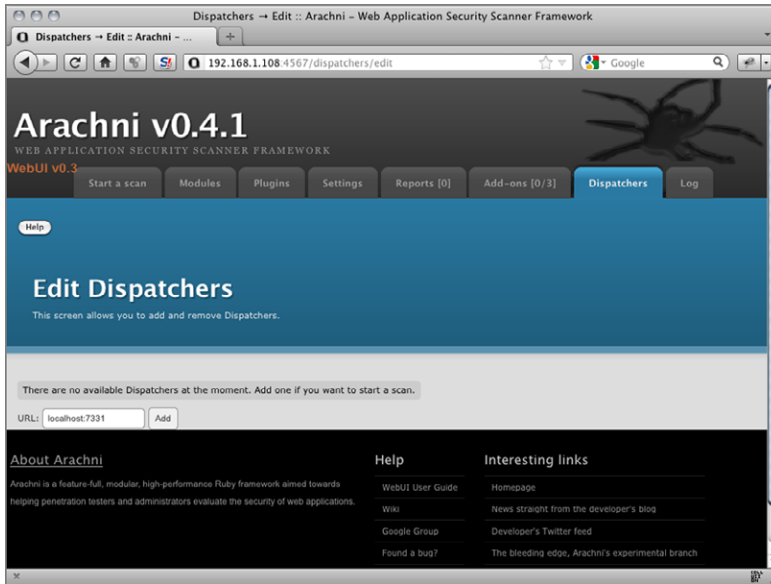 Dispatchers → Edit :: Arachni – Web Application Security Scanner Framework
Dispatchers → Edit :: Arachni – ...
192.168.1.108:4567/dispatchers/edit
Google
Arachni v0.4.1
WEB APPLICATION SECURITY SCANNER FRAMEWORK
WebUI v0.3
Start a scan Modules Plugins Settings Reports [0] Add-ons [0/3] Dispatchers Log
Help
Edit Dispatchers
This screen allows you to add and remove Dispatchers.
There are no available Dispatchers at the moment. Add one if you want to start a scan.
URL: localhost:7331 Add
About Arachni
Arachni is a feature-full, modular, high-performance Ruby framework aimed towards
helping penetration testers and administrators evaluate the security of web applications.
Help
WebUI User Guide
Wiki
Google Group
Found a bug?
Interesting links
Homepage
News straight from the developer's blog
Developer's Twitter feed
The bleeding edge, Arachni's experimental branch